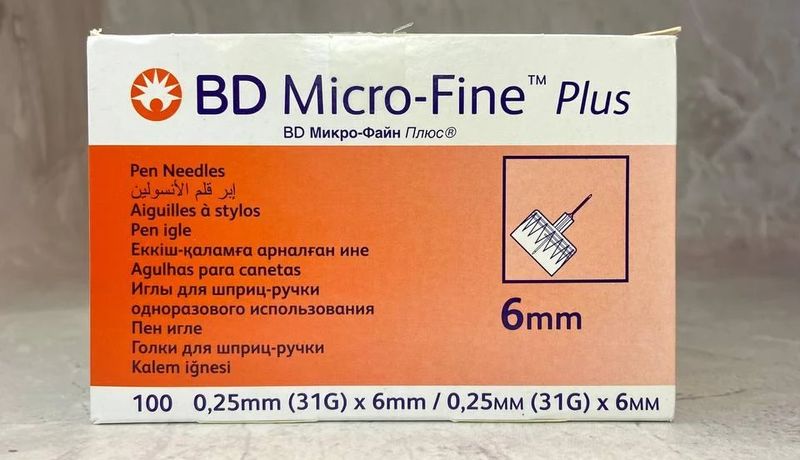 BD Micro-Fine™ Plus
BD Микро-Файн Плюс®
Pen Needles
إبر قلم الأنسولين
Aiguilles à stylos
Pen igle
Еккіш-қаламға арналған ине
Agulhas para canetas
Иглы для шприц-ручки
одноразового использования
Пен игле
Голки для шприц-ручки
Kalem iğnesi
6mm
100 0,25mm (31G) x 6mm / 0,25мм (31G) x 6мм